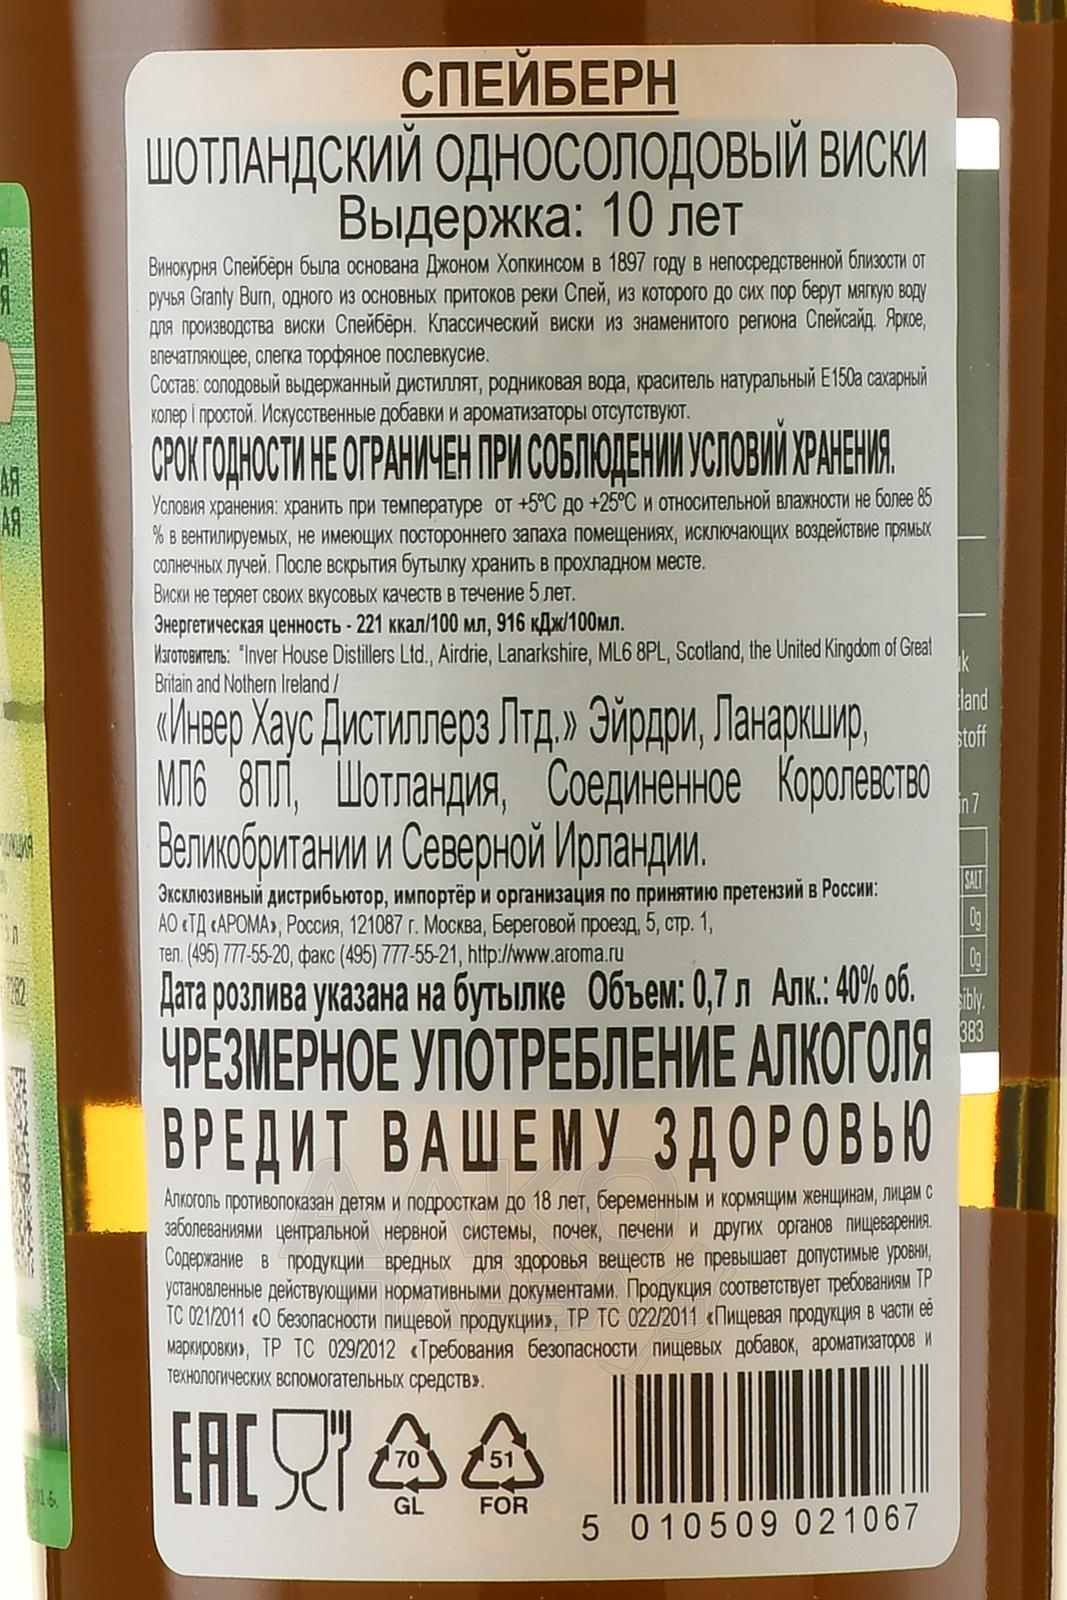 СПЕЙБЕРН
ШОТЛАНДСКИЙ ОДНОСОЛОДОВЫЙ ВИСКИ
Выдержка: 10 лет
Винокурня Спейбёрн была основана Джоном Хопкинсом в 1897 году в непосредственной близости от
ручья Granty Burn, одного из основных притоков реки Спей, из которого до сих пор берут мягкую воду
для производства виски Спейбёрн. Классический виски из знаменитого региона Спейсайд. Яркое,
впечатляющее, слегка торфяное послевкусие.
Состав: солодовый выдержанный дистиллят, родниковая вода, краситель натуральный Е150а сахарный
колер I простой. Искусственные добавки и ароматизаторы отсутствуют.
СРОК ГОДНОСТИ НЕ ОГРАНИЧЕН ПРИ СОБЛЮДЕНИИ УСЛОВИЙ ХРАНЕНИЯ.
Условия хранения: хранить при температуре от +5ºС до +25ºС и относительной влажности не более 85
% в вентилируемых, не имеющих постороннего запаха помещениях, исключающих воздействие прямых
солнечных лучей. После вскрытия бутылку хранить в прохладном месте.
Виски не теряет своих вкусовых качеств в течение 5 лет.
Энергетическая ценность - 221 ккал/100 мл, 916 кДж/100мл.
Изготовитель: "Inver House Distillers Ltd., Airdrie, Lanarkshire, ML6 8PL, Scotland, the United Kingdom of Great
Britain and Nothern Ireland /
«Инвер Хаус Дистиллерз Лтд.» Эйрдри, Ланаркшир,
МЛ6 8ПЛ, Шотландия, Соединенное Королевство
Великобритании и Северной Ирландии.
Эксклюзивный дистрибьютор, импортёр и организация по принятию претензий в России:
АО «ТД «АРОМА», Россия, 121087 г. Москва, Береговой проезд, 5, стр. 1,
тел. (495) 777-55-20, факс (495) 777-55-21, http://www.aroma.ru
Дата розлива указана на бутылке Объем: 0,7 л Алк.: 40% об.
ЧРЕЗМЕРНОЕ УПОТРЕБЛЕНИЕ АЛКОГОЛЯ
ВРЕДИТ ВАШЕМУ ЗДОРОВЬЮ
Алкоголь противопоказан детям и подросткам до 18 лет, беременным и кормящим женщинам, лицам с
заболеваниями центральной нервной системы, почек, печени и других органов пищеварения.
Содержание в продукции вредных для здоровья веществ не превышает допустимые уровни,
установленные действующими нормативными документами. Продукция соответствует требованиям ТР
ТС 021/2011 «О безопасности пищевой продукции», ТР ТС 022/2011 «Пищевая продукция в части её
маркировки», ТР ТС 029/2012 «Требования безопасности пищевых добавок, ароматизаторов и
технологических вспомогательных средств».
EAC
70
GL
51
FOR
5 010509 021067
SALT
0g
0g
383